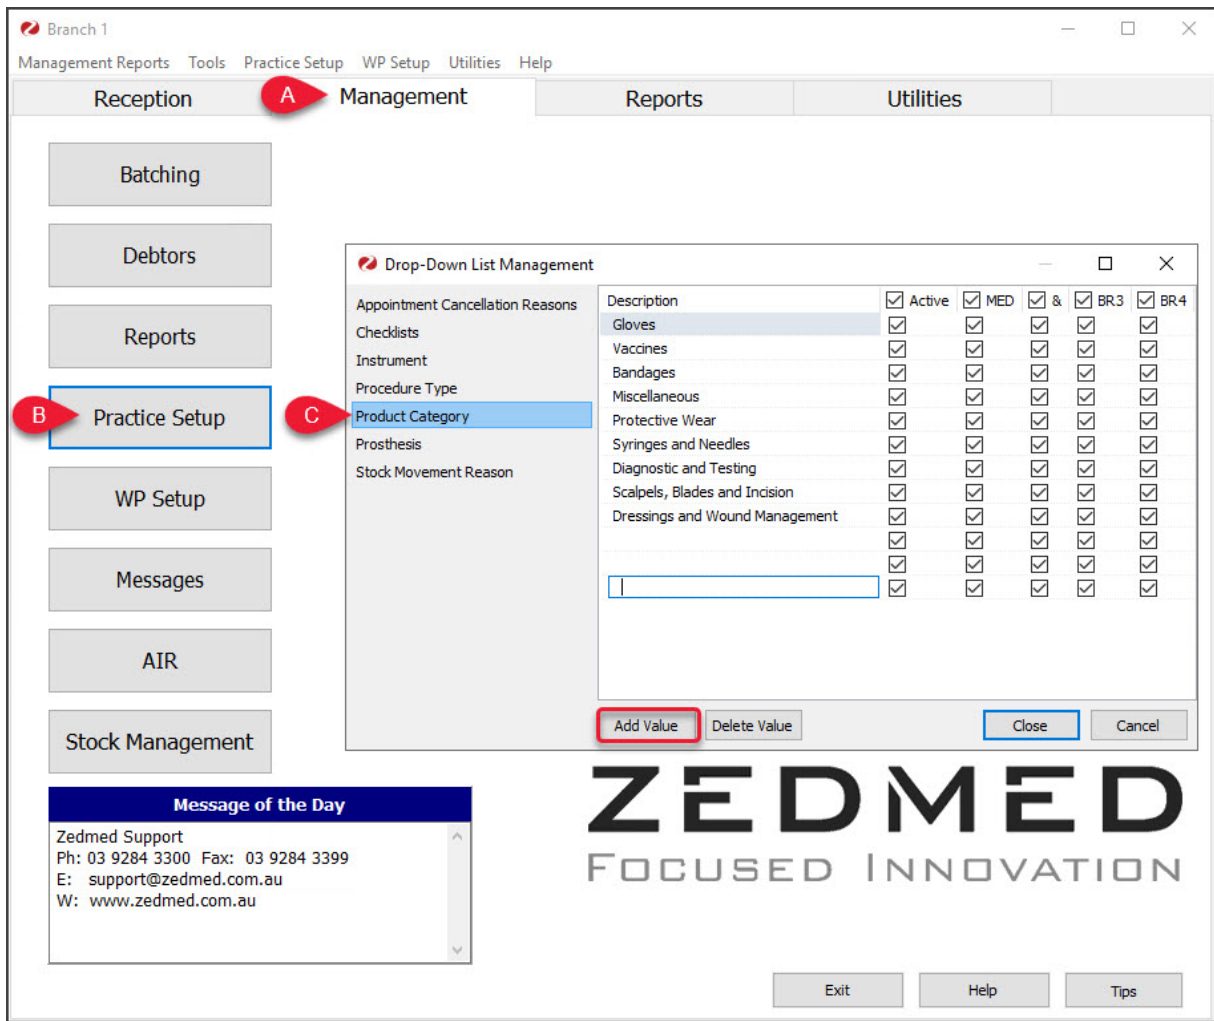 Branch 1
Management Reports Tools Practice Setup WP Setup Utilities Help
Reception A Management Reports Utilities
Batching
Debtors
Reports
B Practice Setup
WP Setup
Messages
AIR
Stock Management
Drop-Down List Management
Appointment Cancellation Reasons
Checklists
Instrument
Procedure Type
C Product Category
Prosthesis
Stock Movement Reason
Description Active MED & BR3 BR4
Gloves
Vaccines
Bandages
Miscellaneous
Protective Wear
Syringes and Needles
Diagnostic and Testing
Scalpels, Blades and Incision
Dressings and Wound Management
Add Value Delete Value Close Cancel
Message of the Day
Zedmed Support
Ph: 03 9284 3300 Fax: 03 9284 3399
E: support@zedmed.com.au
W: www.zedmed.com.au
ZEDMED
FOCUSED INNOVATION
Exit Help Tips